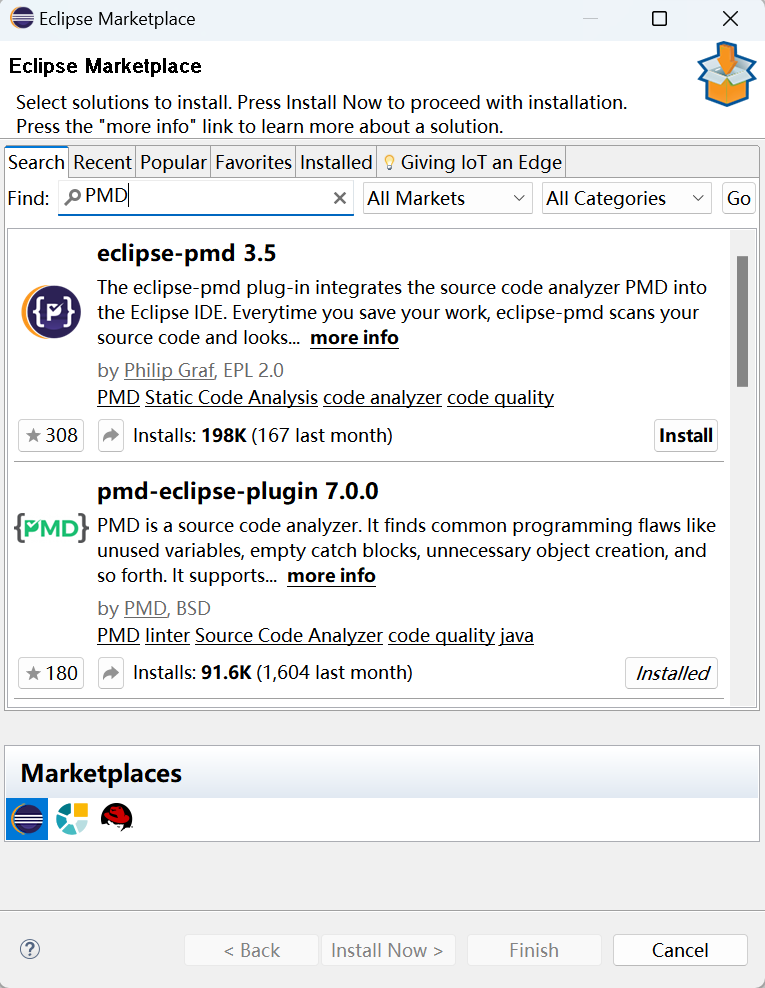 Eclipse Marketplace
Eclipse Marketplace
Select solutions to install. Press Install Now to proceed with installation.
Press the "more info" link to learn more about a solution.
Search Recent Popular Favorites Installed Giving IoT an Edge
Find: PMD All Markets All Categories Go
eclipse-pmd 3.5
The eclipse-pmd plug-in integrates the source code analyzer PMD into
the Eclipse IDE. Everytime you save your work, eclipse-pmd scans your
source code and looks... more info
{P}
by Philip Graf, EPL 2.0
PMD Static Code Analysis code analyzer code quality
308 Installs: 198K (167 last month) Install
pmd-eclipse-plugin 7.0.0
{PMD}
PMD is a source code analyzer. It finds common programming flaws like
unused variables, empty catch blocks, unnecessary object creation, and
so forth. It supports... more info
by PMD, BSD
PMD linter Source Code Analyzer code quality java
180 Installs: 91.6K (1,604 last month) Installed
Marketplaces
? < Back Install Now > Finish Cancel